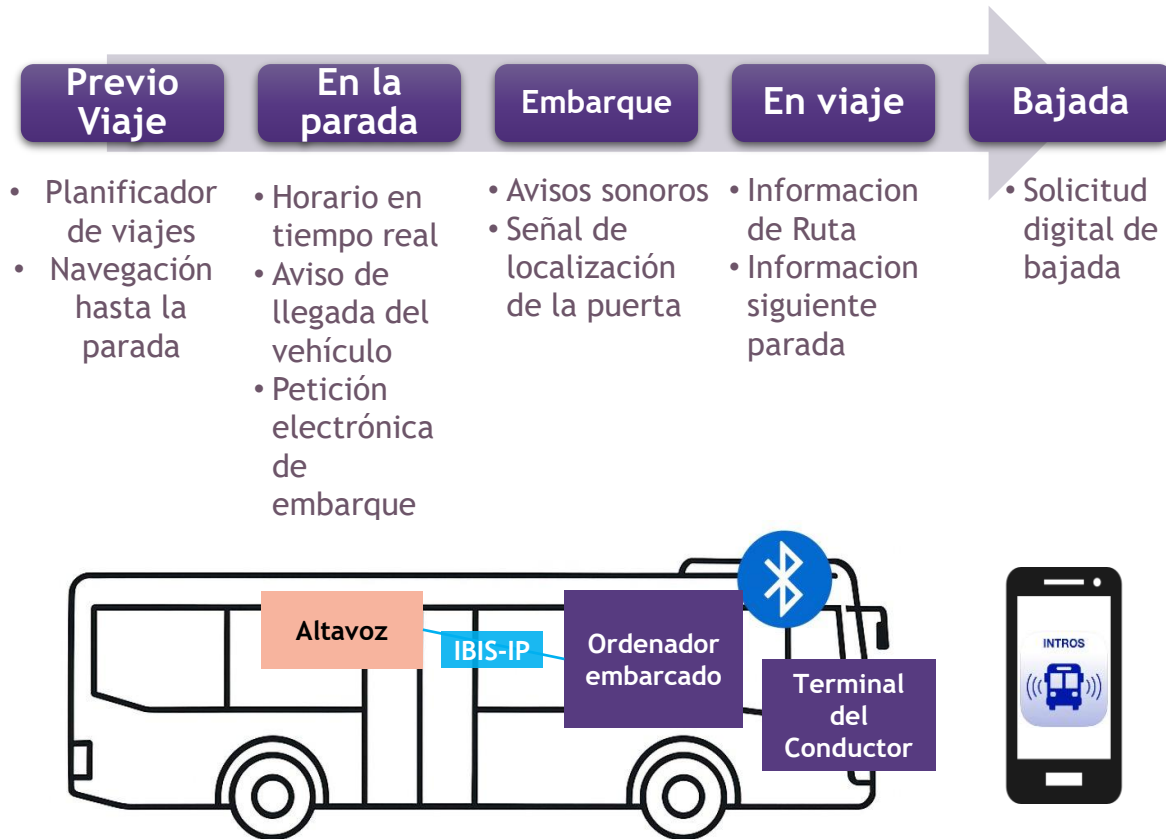 Previo
Viaje
En la
parada
Embarque
En viaje
Bajada
• Planificador
de viajes
• Navegación
hasta la
parada
• Horario en
tiempo real
• Aviso de
llegada del
vehículo
• Petición
electrónica
de
embarque
• Avisos sonoros
• Señal de
localización
de la puerta
• Informacion
de Ruta
• Informacion
siguiente
parada
• Solicitud
digital de
bajada
Altavoz
IBIS-IP
Ordenador
embarcado
Terminal
del
Conductor
INTROS